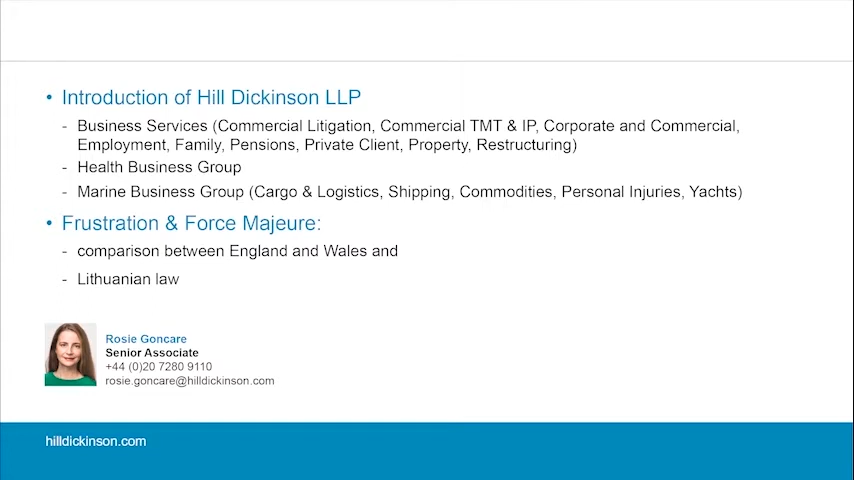 • Introduction of Hill Dickinson LLP
- Business Services (Commercial Litigation, Commercial TMT & IP, Corporate and Commercial,
Employment, Family, Pensions, Private Client, Property, Restructuring)
- Health Business Group
- Marine Business Group (Cargo & Logistics, Shipping, Commodities, Personal Injuries, Yachts)
• Frustration & Force Majeure:
- comparison between England and Wales and
- Lithuanian law
Rosie Goncare
Senior Associate
+44 (0)20 7280 9110
rosie.goncare@hilldickinson.com
hilldickinson.com